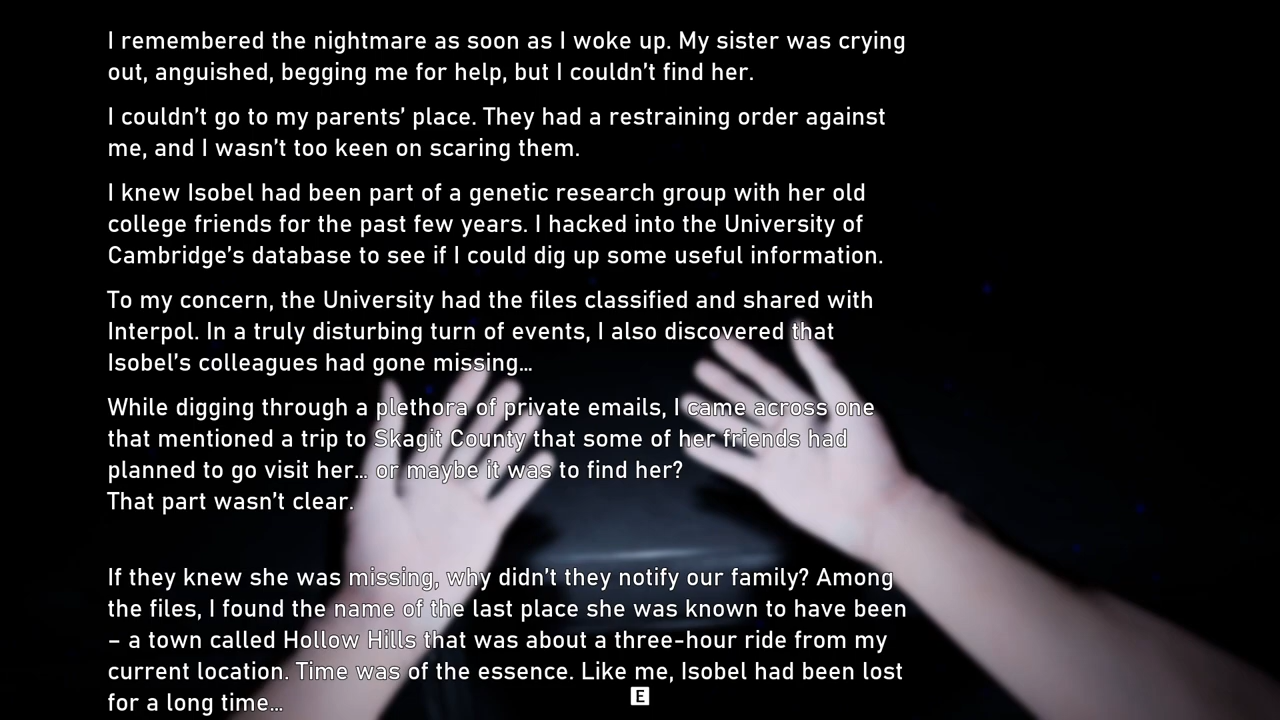 I remembered the nightmare as soon as I woke up. My sister was crying
out, anguished, begging me for help, but I couldn't find her.
I couldn't go to my parents' place. They had a restraining order against
me, and I wasn't too keen on scaring them.
I knew Isobel had been part of a genetic research group with her old
college friends for the past few years. I hacked into the University of
Cambridge's database to see if I could dig up some useful information.
To my concern, the University had the files classified and shared with
Interpol. In a truly disturbing turn of events, I also discovered that
Isobel's colleagues had gone missing...
While digging through a plethora of private emails, I came across one
that mentioned a trip to Skagit County that some of her friends had
planned to go visit her... or maybe it was to find her?
That part wasn't clear.
If they knew she was missing, why didn't they notify our family? Among
the files, I found the name of the last place she was known to have been
– a town called Hollow Hills that was about a three-hour ride from my
current location. Time was of the essence. Like me, Isobel had been lost
for a long time...
E